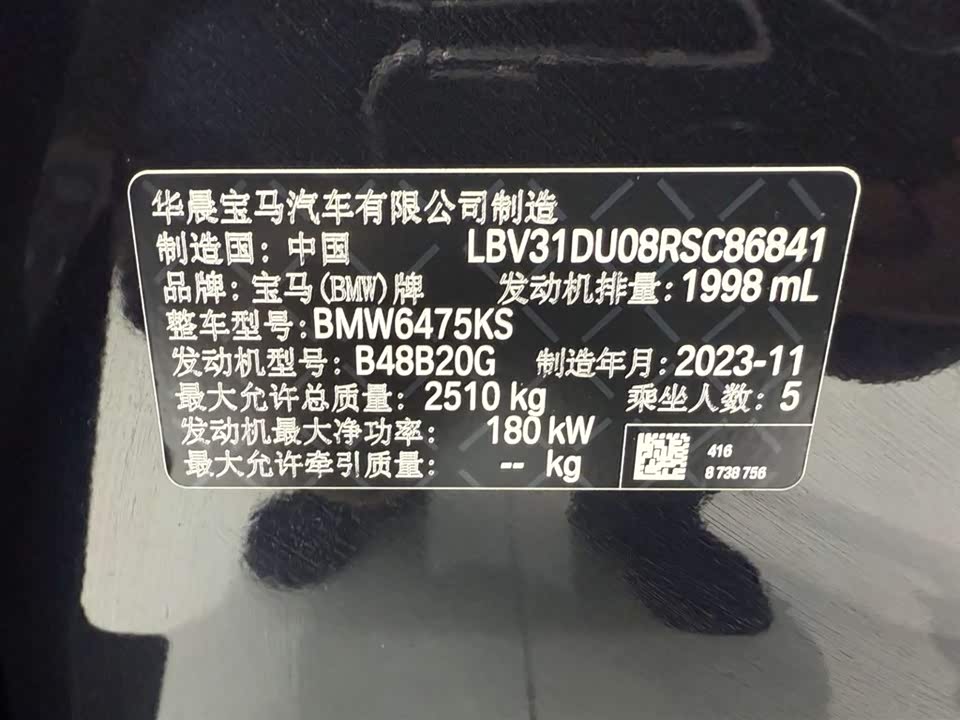 华晨宝马汽车有限公司制造
制造国：中国 LBV31DU08RSC86841
品牌：宝马(BMW)牌 发动机排量：1998 mL
整车型号：BMW6475KS
发动机型号：B48B20G 制造年月：2023-11
最大允许总质量：2510 kg 乘坐人数：5
发动机最大净功率：180 kW
最大允许牵引质量：-- kg
416
8 738 756